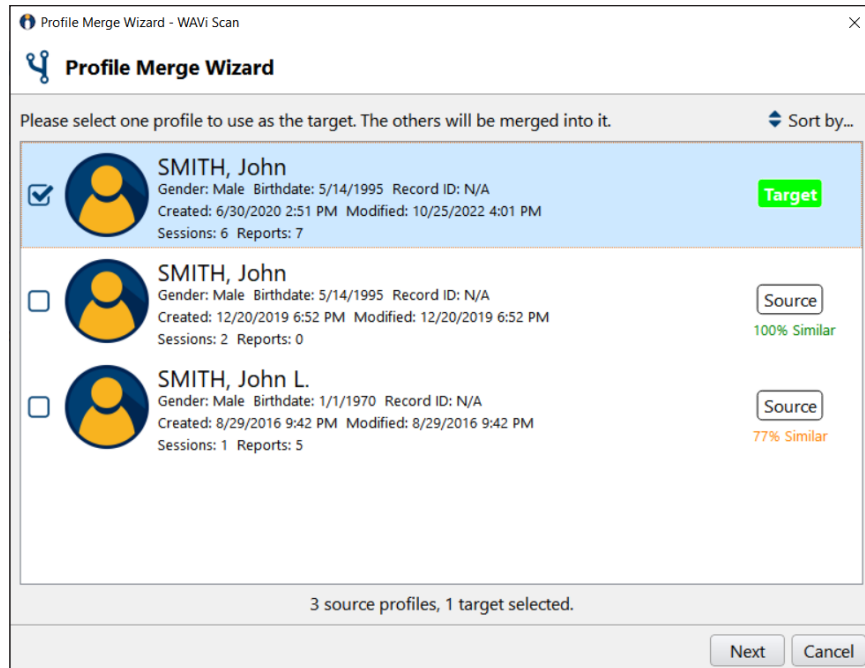 Profile Merge Wizard - WAVi Scan
Profile Merge Wizard
Please select one profile to use as the target. The others will be merged into it.
Sort by...
SMITH, John
Gender: Male Birthdate: 5/14/1995 Record ID: N/A
Created: 6/30/2020 2:51 PM Modified: 10/25/2022 4:01 PM
Sessions: 6 Reports: 7
Target
SMITH, John
Gender: Male Birthdate: 5/14/1995 Record ID: N/A
Created: 12/20/2019 6:52 PM Modified: 12/20/2019 6:52 PM
Sessions: 2 Reports: 0
Source
100% Similar
SMITH, John L.
Gender: Male Birthdate: 1/1/1970 Record ID: N/A
Created: 8/29/2016 9:42 PM Modified: 8/29/2016 9:42 PM
Sessions: 1 Reports: 5
Source
77% Similar
3 source profiles, 1 target selected.
Next
Cancel